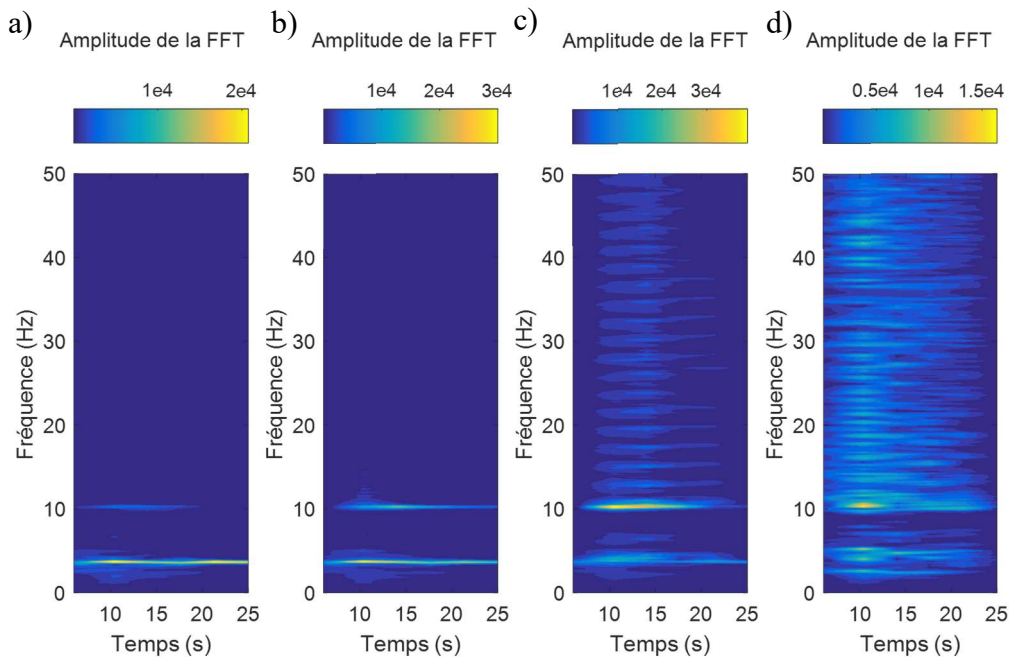 a)
Amplitude de la FFT
1e4 2e4
50
40
30
20
10
0
Fréquence (Hz)
10 15 20 25
Temps (s)
b)
Amplitude de la FFT
1e4 2e4 3e4
50
40
30
20
10
0
Fréquence (Hz)
10 15 20 25
Temps (s)
c)
Amplitude de la FFT
1e4 2e4 3e4
50
40
30
20
10
0
Fréquence (Hz)
10 15 20 25
Temps (s)
d)
Amplitude de la FFT
0.5e4 1e4 1.5e4
50
40
30
20
10
0
Fréquence (Hz)
10 15 20 25
Temps (s)